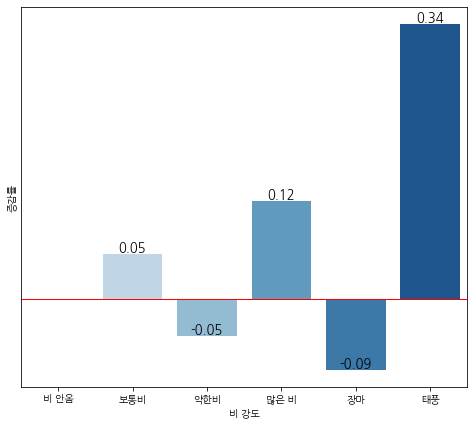 0.34
0.12
0.05
-0.05
-0.09
증감률
비 안옴 보통비 약한비 많은 비 장마 태풍
비 강도